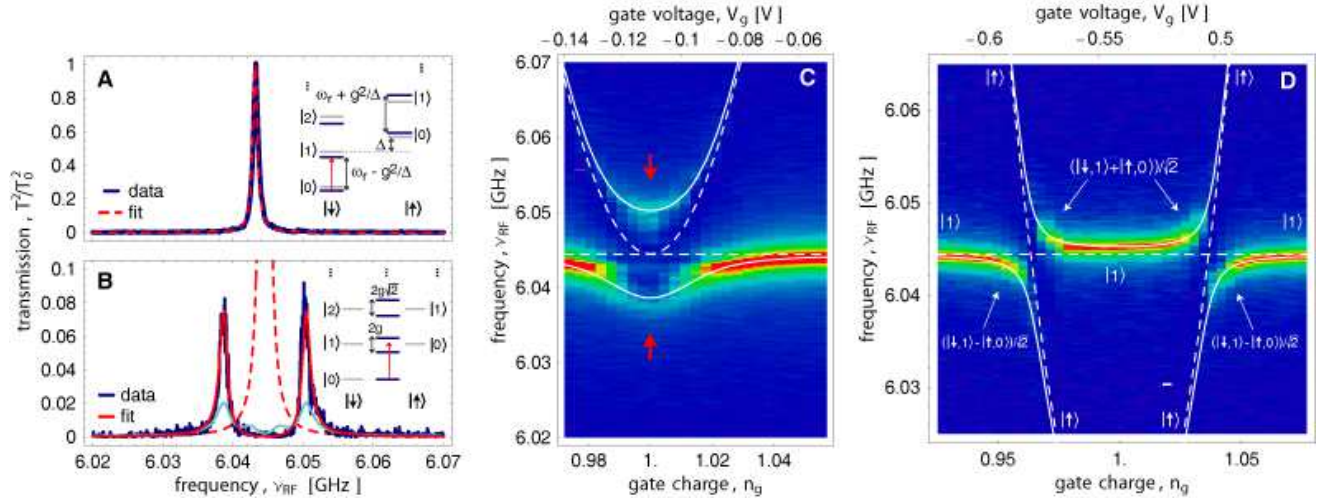 A
transmission , T²/T₀²
1
0.8
0.6
0.4
0.2
0
data
fit
ωᵣ + g²/Δ
|2⟩
|1⟩
|0⟩
|1⟩
|0⟩
Δ
ωᵣ - g²/Δ
|↓⟩
|↑⟩
B
0.1
0.08
0.06
0.04
0.02
0
data
fit
2g√2
2g
|2⟩
|1⟩
|0⟩
|1⟩
|0⟩
|↓⟩
|↑⟩
6.02 6.03 6.04 6.05 6.06 6.07
frequency , νRF [GHz]
gate voltage, Vg [V]
-0.14 -0.12 -0.1 -0.08 -0.06
C
frequency , νRF [GHz]
6.07
6.06
6.05
6.04
6.03
6.02
0.98 1. 1.02 1.04
gate charge, ng
gate voltage, Vg [V]
-0.6 -0.55 0.5
D
frequency , νRF [GHz]
6.06
6.05
6.04
6.03
|↑⟩
|↑⟩
(|↓,1⟩+|↑,0⟩)/√2
|1⟩
|1⟩
|1⟩
(|↓,1⟩-|↑,0⟩)/√2
(|↓,1⟩-|↑,0⟩)/√2
|↑⟩
|↑⟩
0.95 1. 1.05
gate charge, ng